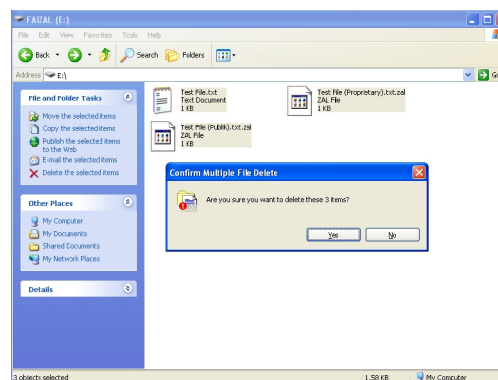 FAIZAL (E:)
File Edit View Favorites Tools Help
Back Search Folders
Address E:\ G
File and Folder Tasks
Move the selected items
Copy the selected items
Publish the selected items
to the Web
E-mail the selected items
Delete the selected items
Other Places
My Computer
My Documents
Shared Documents
My Network Places
Details
Test File.txt
Text Document
1 KB
Test File (Proprietary).txt.zal
ZAL File
1 KB
Test File (Publik).txt.zal
ZAL File
1 KB
Confirm Multiple File Delete
Are you sure you want to delete these 3 items?
Yes No
3 objects selected 1.58 KB My Computer